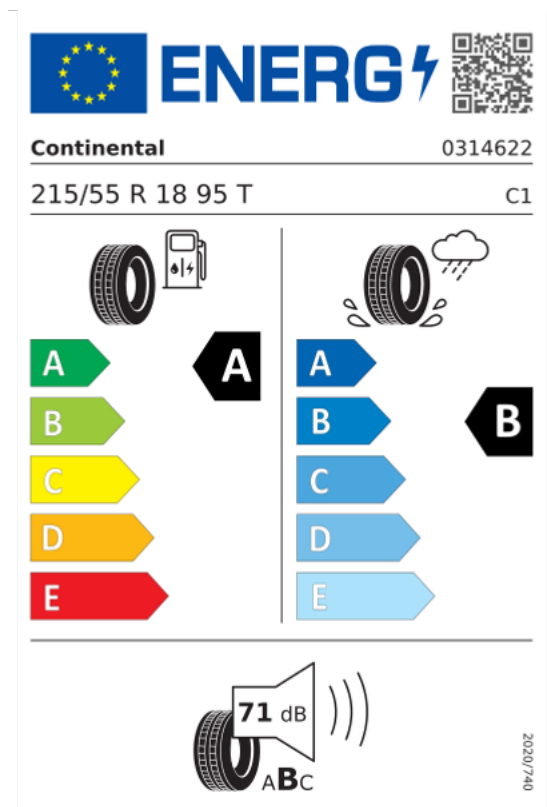 ENERG
Continental 0314622
215/55 R 18 95 T C1
A A A
B B B
C C
D D
E E
71 dB
ABC
2020/740